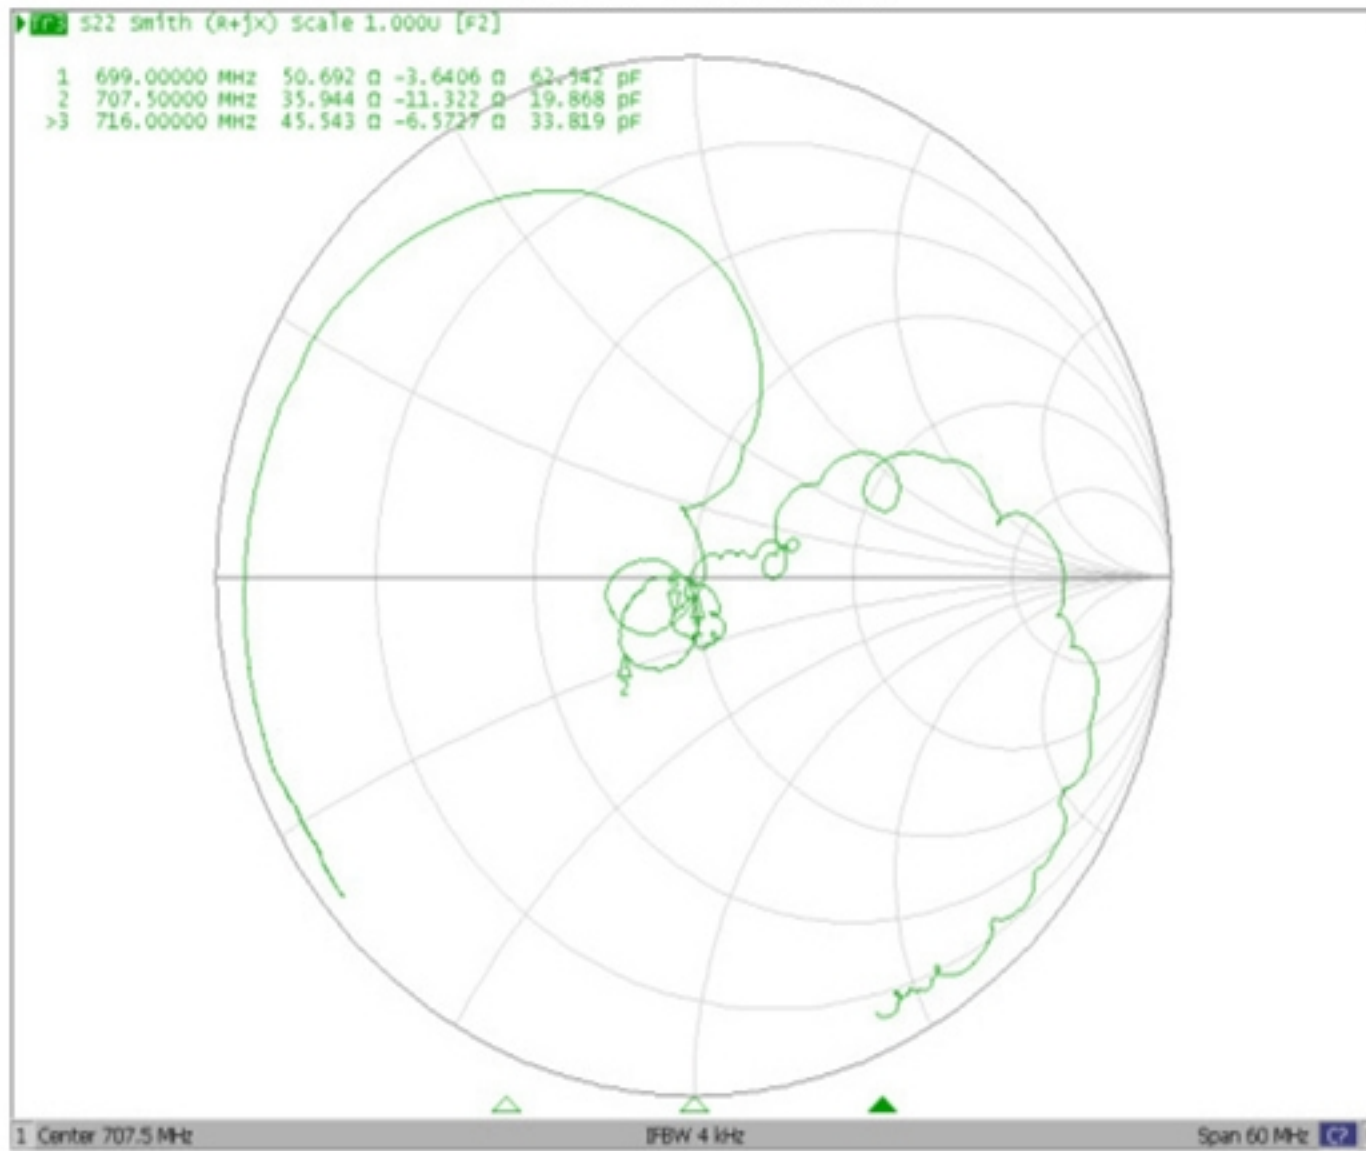 Tr3 S22 Smith (R+jX) Scale 1.000U [F2]
1 699.00000 MHz 50.692 Ω -3.6406 Ω 62.542 pF
2 707.50000 MHz 35.944 Ω -11.322 Ω 19.868 pF
>3 716.00000 MHz 45.543 Ω -6.5727 Ω 33.819 pF
2
1 Center 707.5 MHz IFBW 4 kHz Span 60 MHz C?